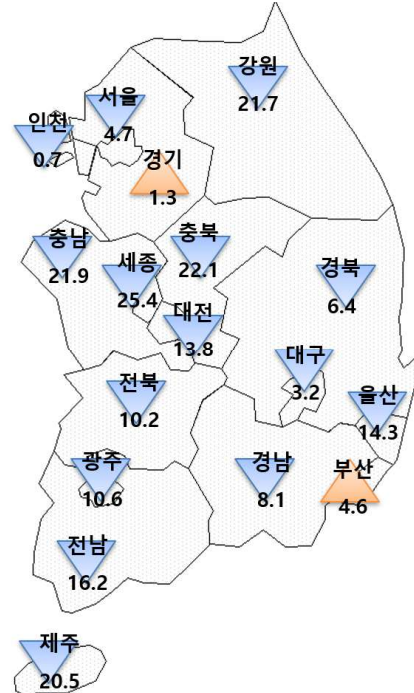 강원
21.7
서울
4.7
인천
0.7
경기
1.3
충남
21.9
세종
25.4
충북
22.1
경북
6.4
대전
13.8
대구
3.2
울산
14.3
전북
10.2
광주
10.6
경남
8.1
부산
4.6
전남
16.2
제주
20.5